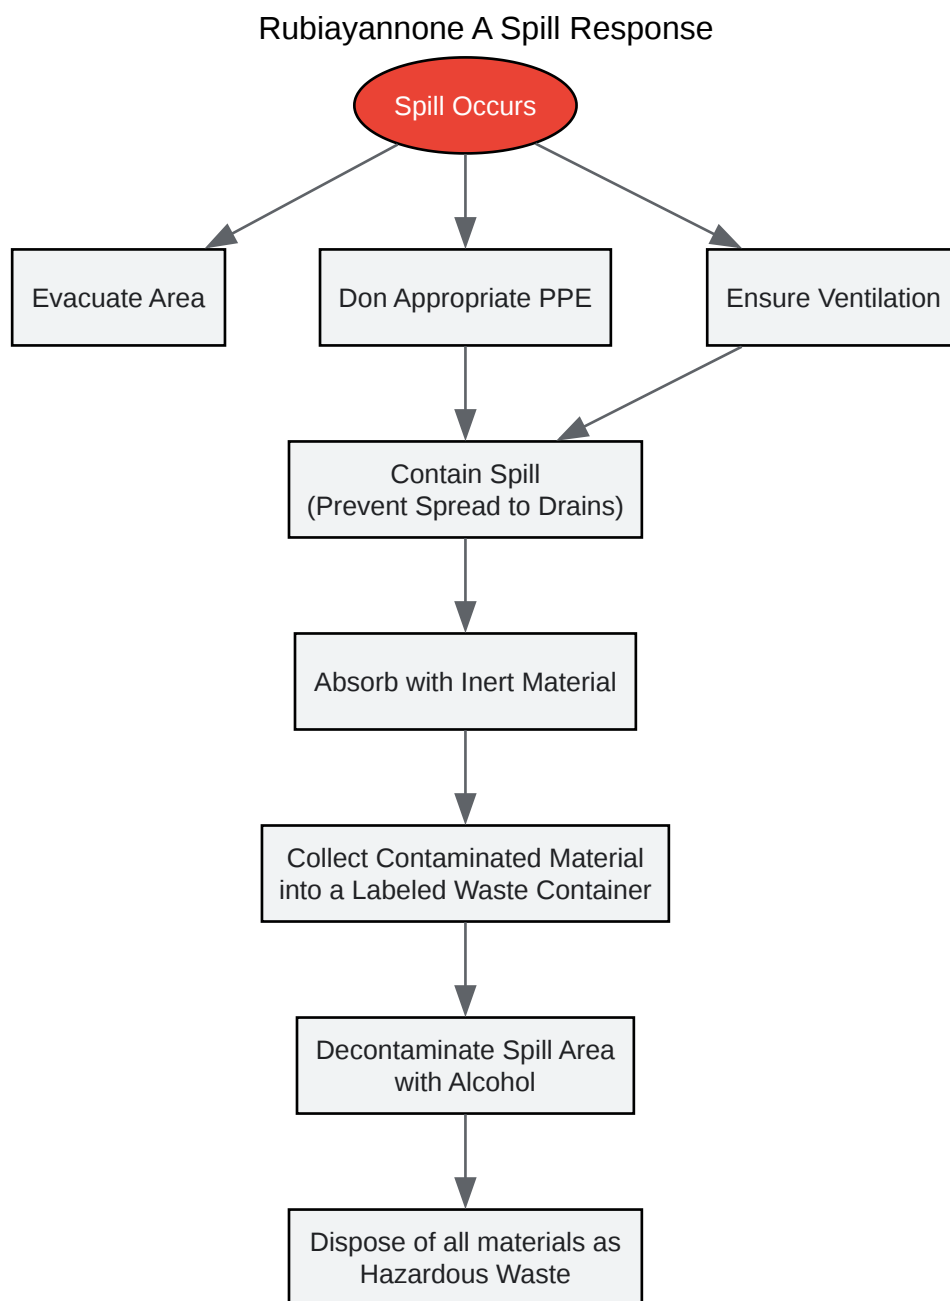 Rubiayannone A Spill Response
Spill Occurs
Evacuate Area
Don Appropriate PPE
Ensure Ventilation
Contain Spill
(Prevent Spread to Drains)
Absorb with Inert Material
Collect Contaminated Material
into a Labeled Waste Container
Decontaminate Spill Area
with Alcohol
Dispose of all materials as
Hazardous Waste